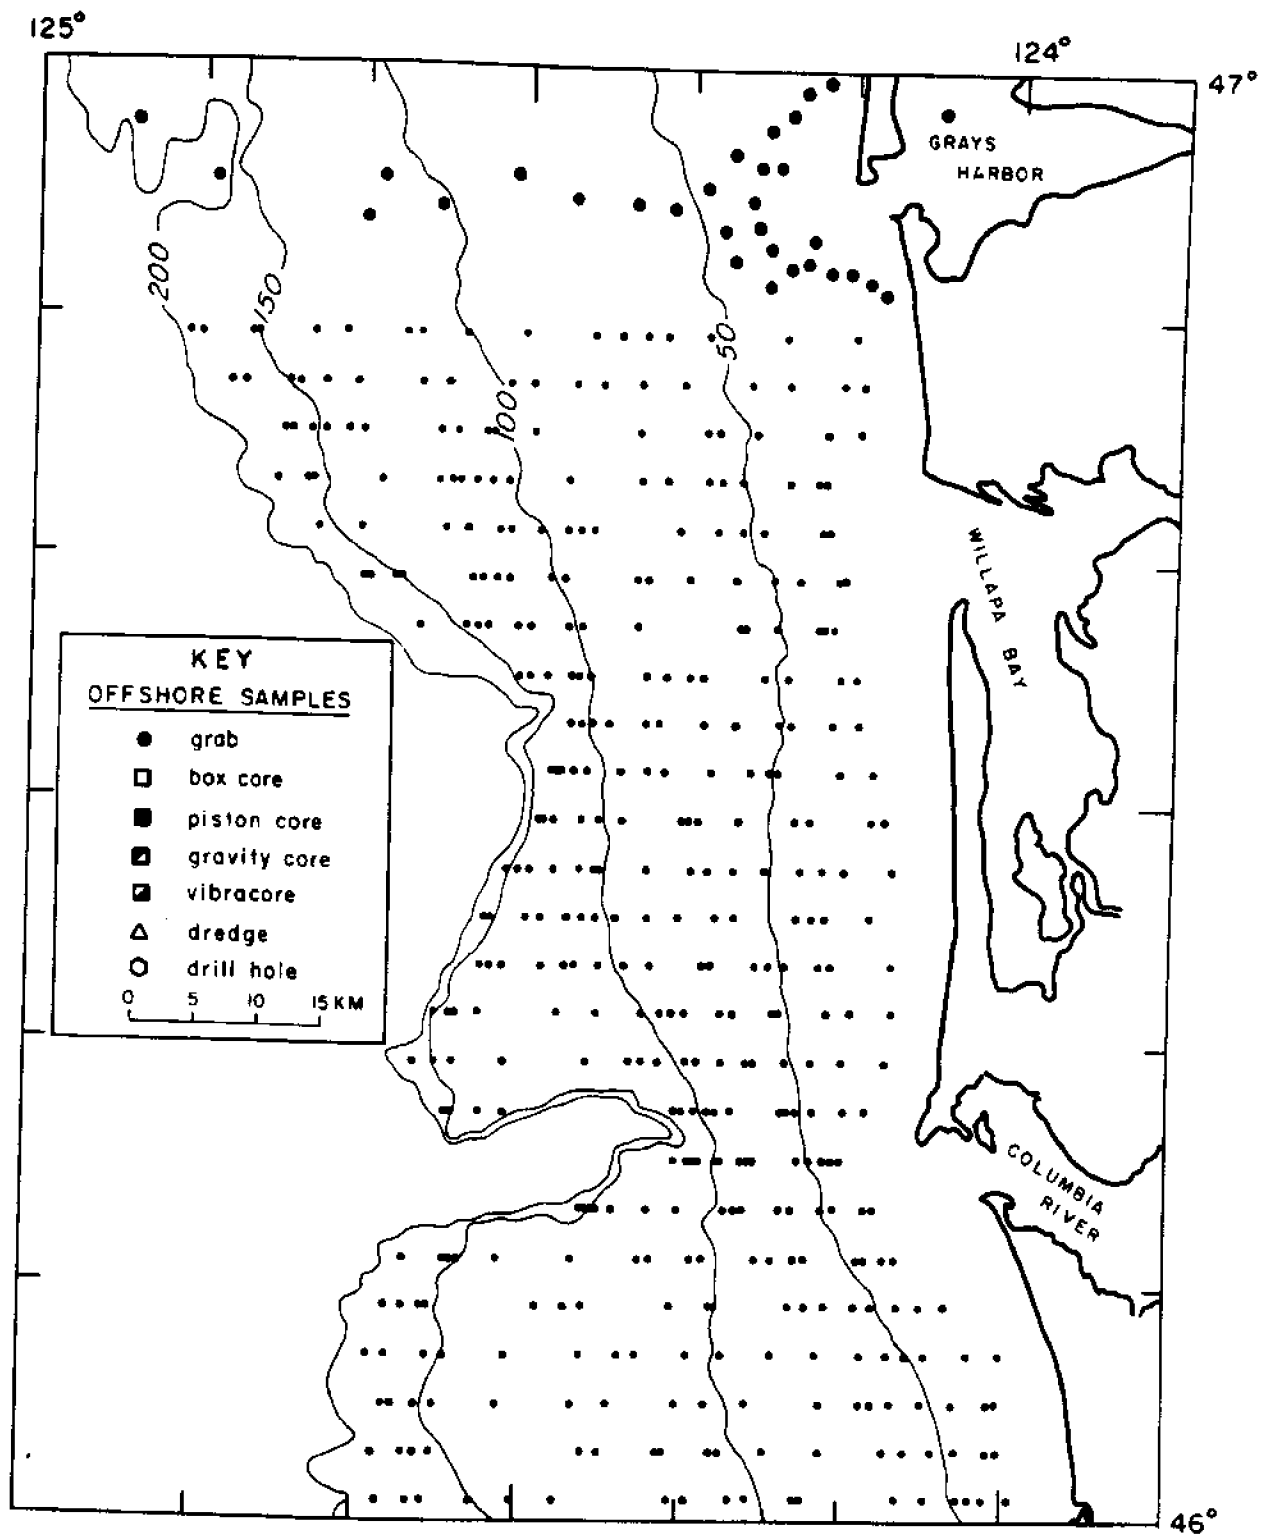 125°
124°
47°
GRAYS
HARBOR
200
150
50
100
WILLAPA BAY
KEY
OFFSHORE SAMPLES
grab
box core
piston core
gravity core
vibracore
dredge
drill hole
0 5 10 15 KM
COLUMBIA
RIVER
46°